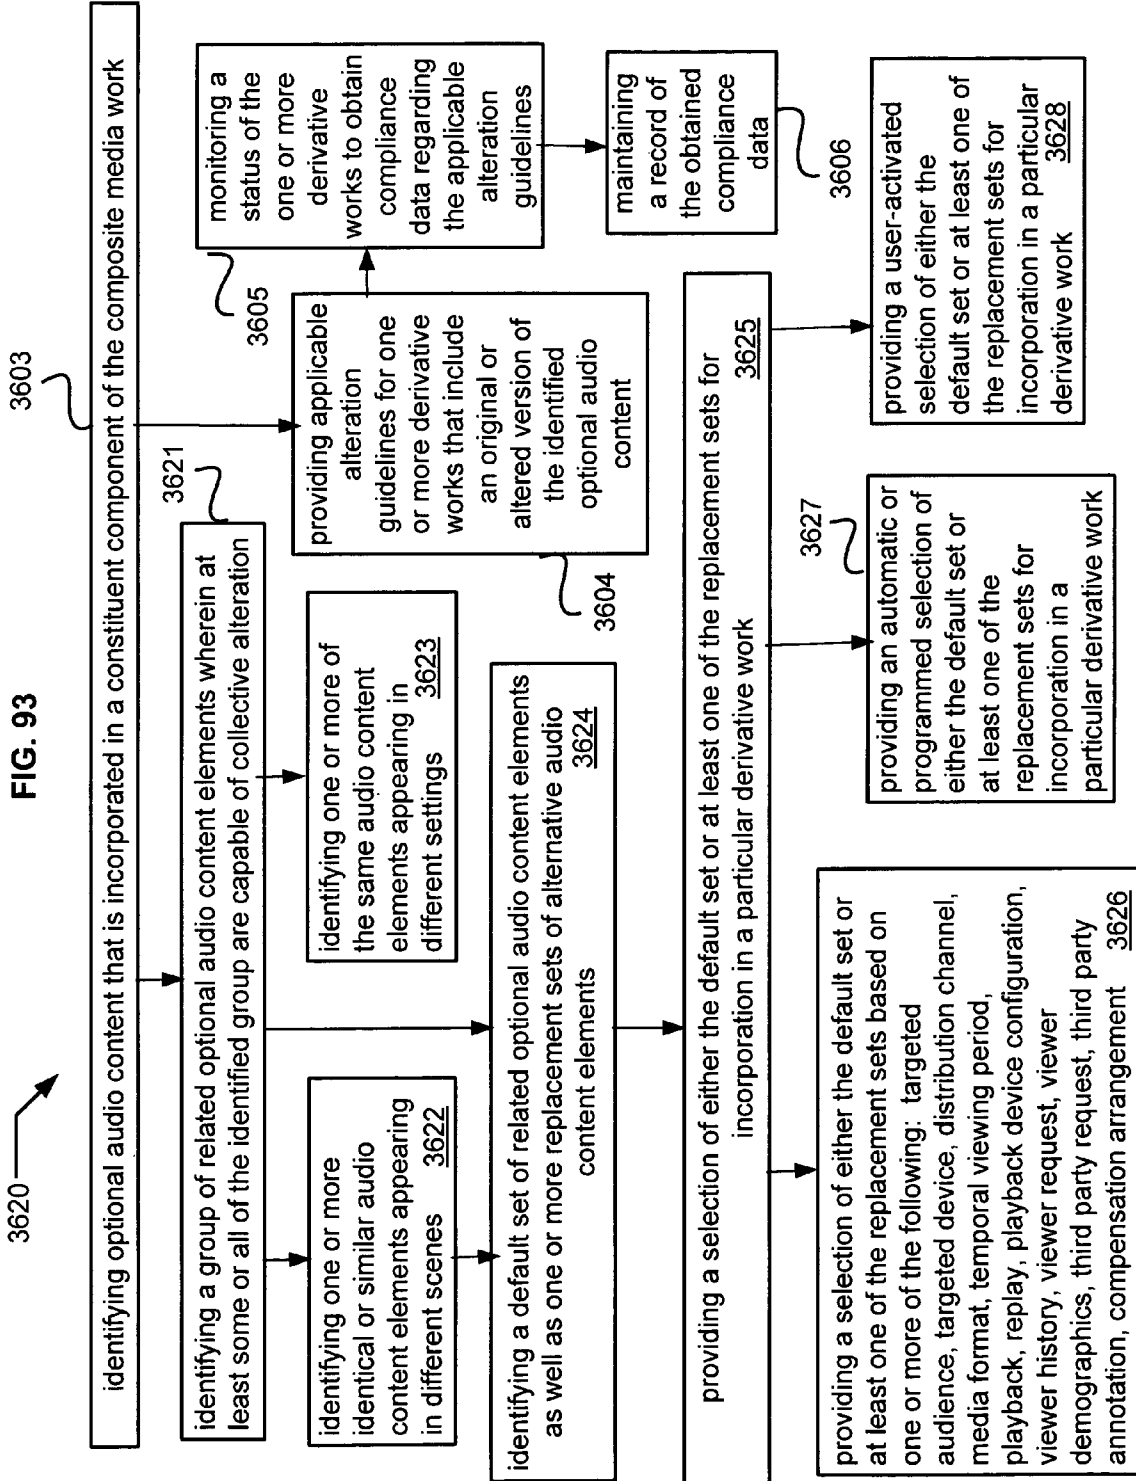 FIG. 93
3620
3603
identifying optional audio content that is incorporated in a constituent component of the composite media work
3621
identifying a group of related optional audio content elements wherein at
least some or all of the identified group are capable of collective alteration
identifying one or more
identical or similar audio
content elements appearing
in different scenes 3622
identifying one or more of
the same audio content
elements appearing in
different settings 3623
providing applicable
alteration
guidelines for one
or more derivative
works that include
an original or
altered version of
the identified
optional audio
content
3604
3605
monitoring a
status of the
one or more
derivative
works to obtain
compliance
data regarding
the applicable
alteration
guidelines
maintaining
a record of
the obtained
compliance
data
3606
identifying a default set of related optional audio content elements
as well as one or more replacement sets of alternative audio
content elements 3624
providing a selection of either the default set or at least one of the replacement sets for
incorporation in a particular derivative work 3625
providing a selection of either the default set or
at least one of the replacement sets based on
one or more of the following: targeted
audience, targeted device, distribution channel,
media format, temporal viewing period,
playback, replay, playback device configuration,
viewer history, viewer request, viewer
demographics, third party request, third party
annotation, compensation arrangement 3626
3627
providing an automatic or
programmed selection of
either the default set or
at least one of the
replacement sets for
incorporation in a
particular derivative work
providing a user-activated
selection of either the
default set or at least one of
the replacement sets for
incorporation in a particular
derivative work 3628